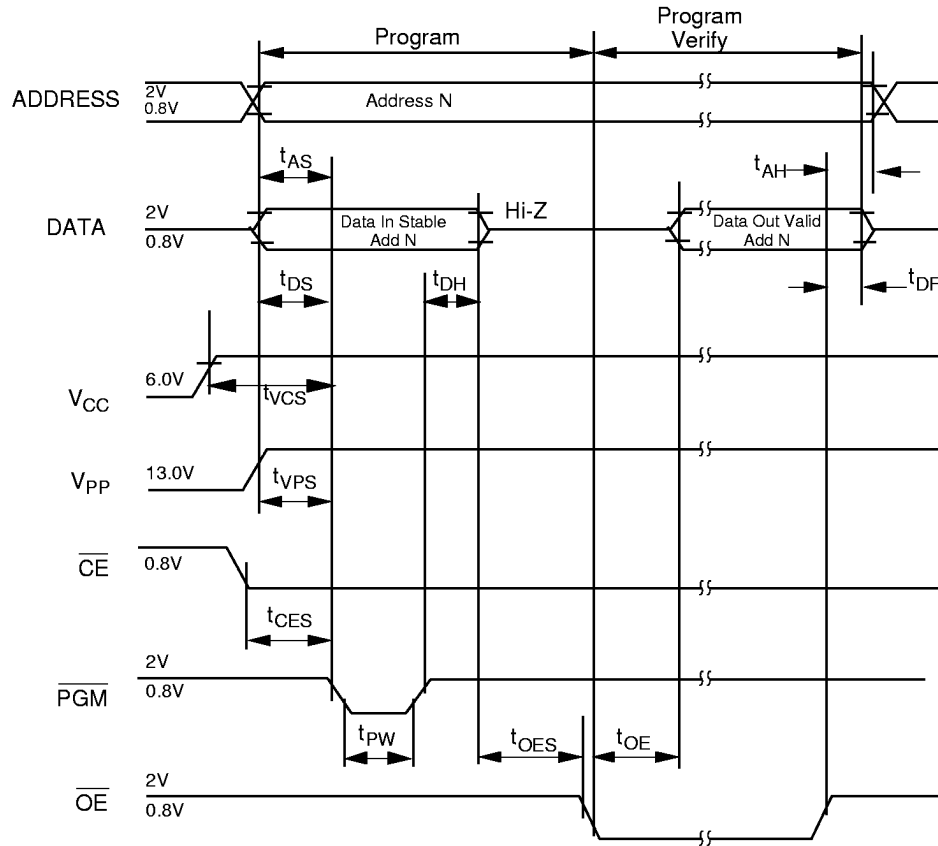 Program
Program
Verify
ADDRESS
2V
0.8V
Address N
tAS
tAH
DATA
2V
0.8V
Data In Stable
Add N
Hi-Z
Data Out Valid
Add N
tDS
tDH
tDF
VCC
6.0V
tVCS
VPP
13.0V
tVPS
CE
0.8V
tCES
PGM
2V
0.8V
tPW
tOES
tOE
OE
2V
0.8V